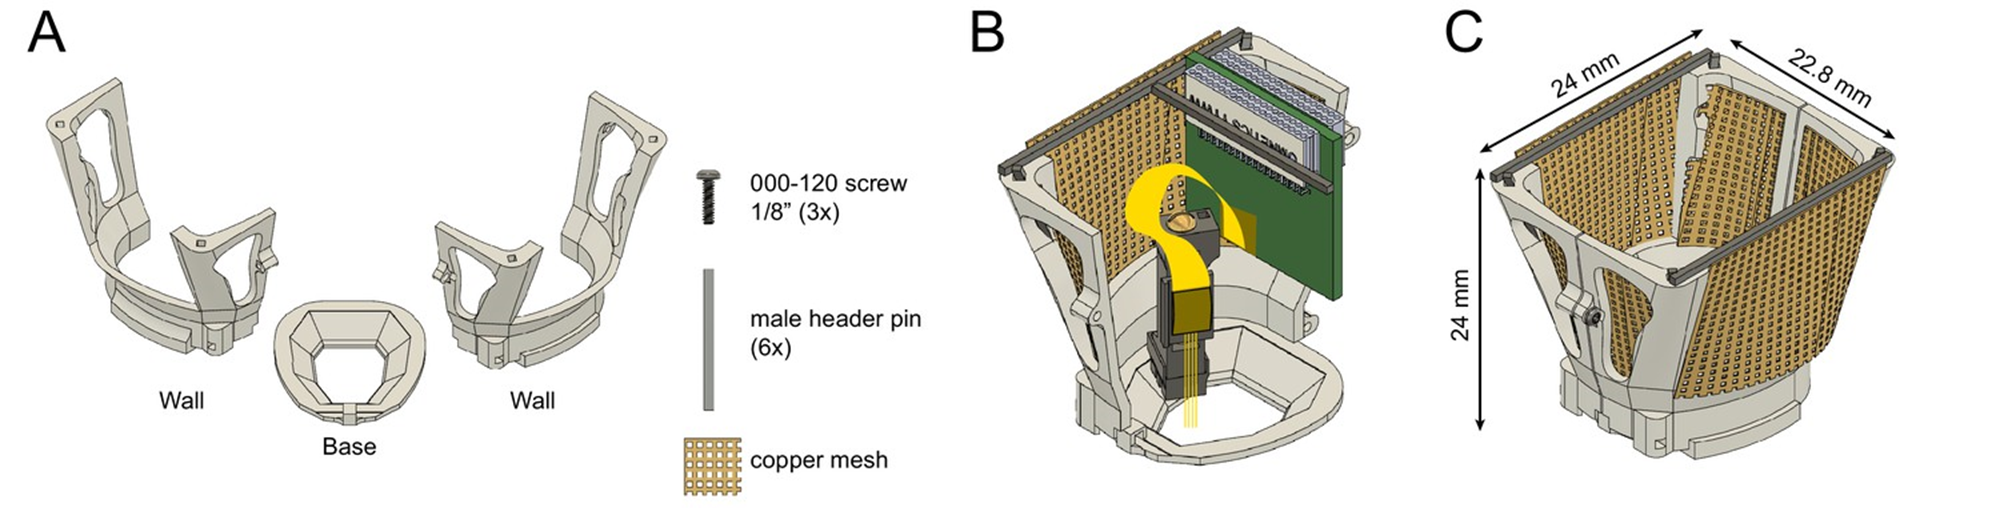 A
000-120 screw
1/8” (3x)
male header pin
(6x)
copper mesh
Wall
Base
Wall
B
C
24 mm
22.8 mm
24 mm